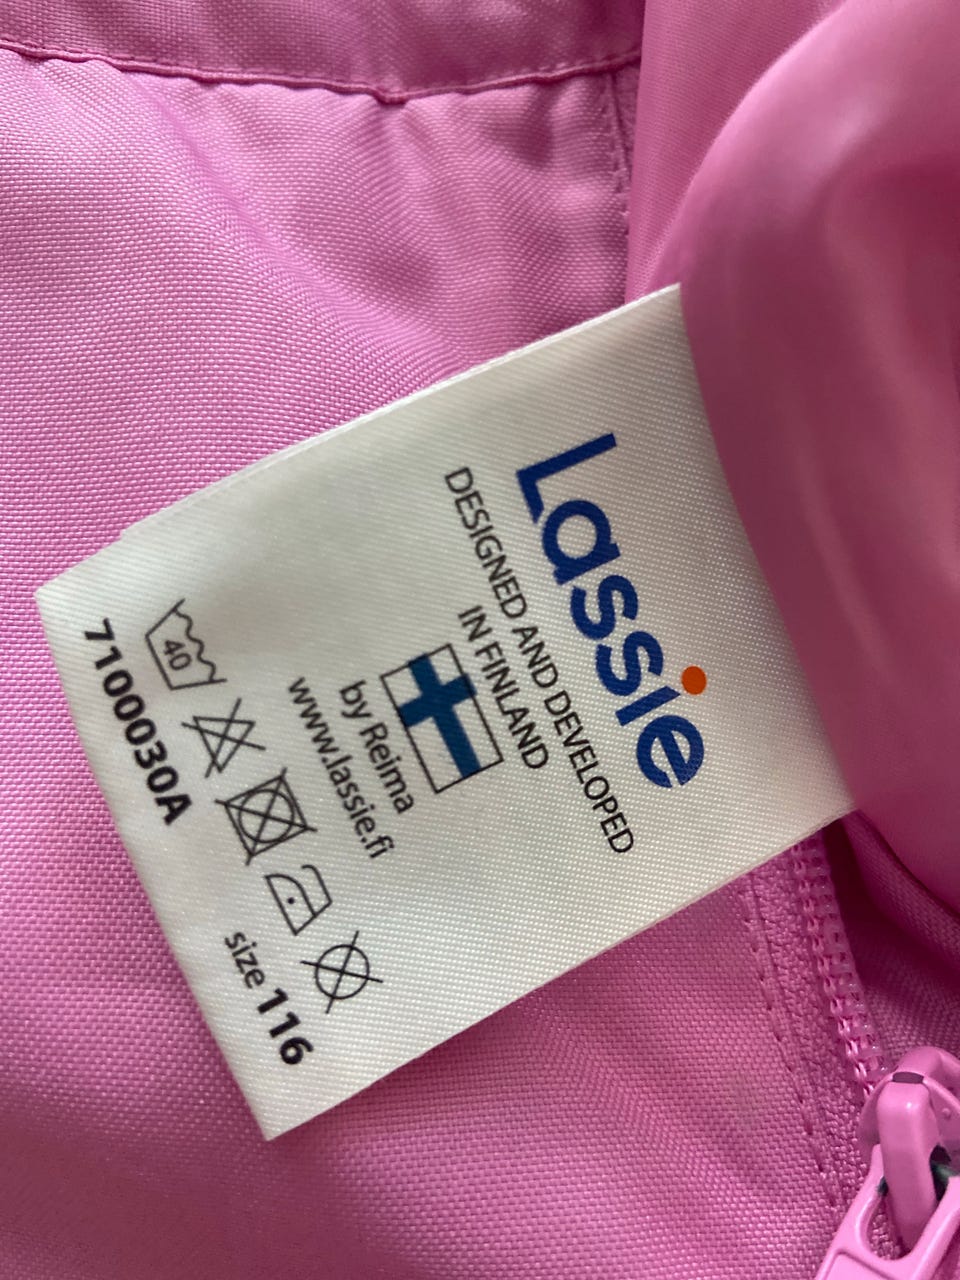 Lassie
DESIGNED AND DEVELOPED
IN FINLAND
by Reima
www.lassie.fi
40
7100030A
size 116